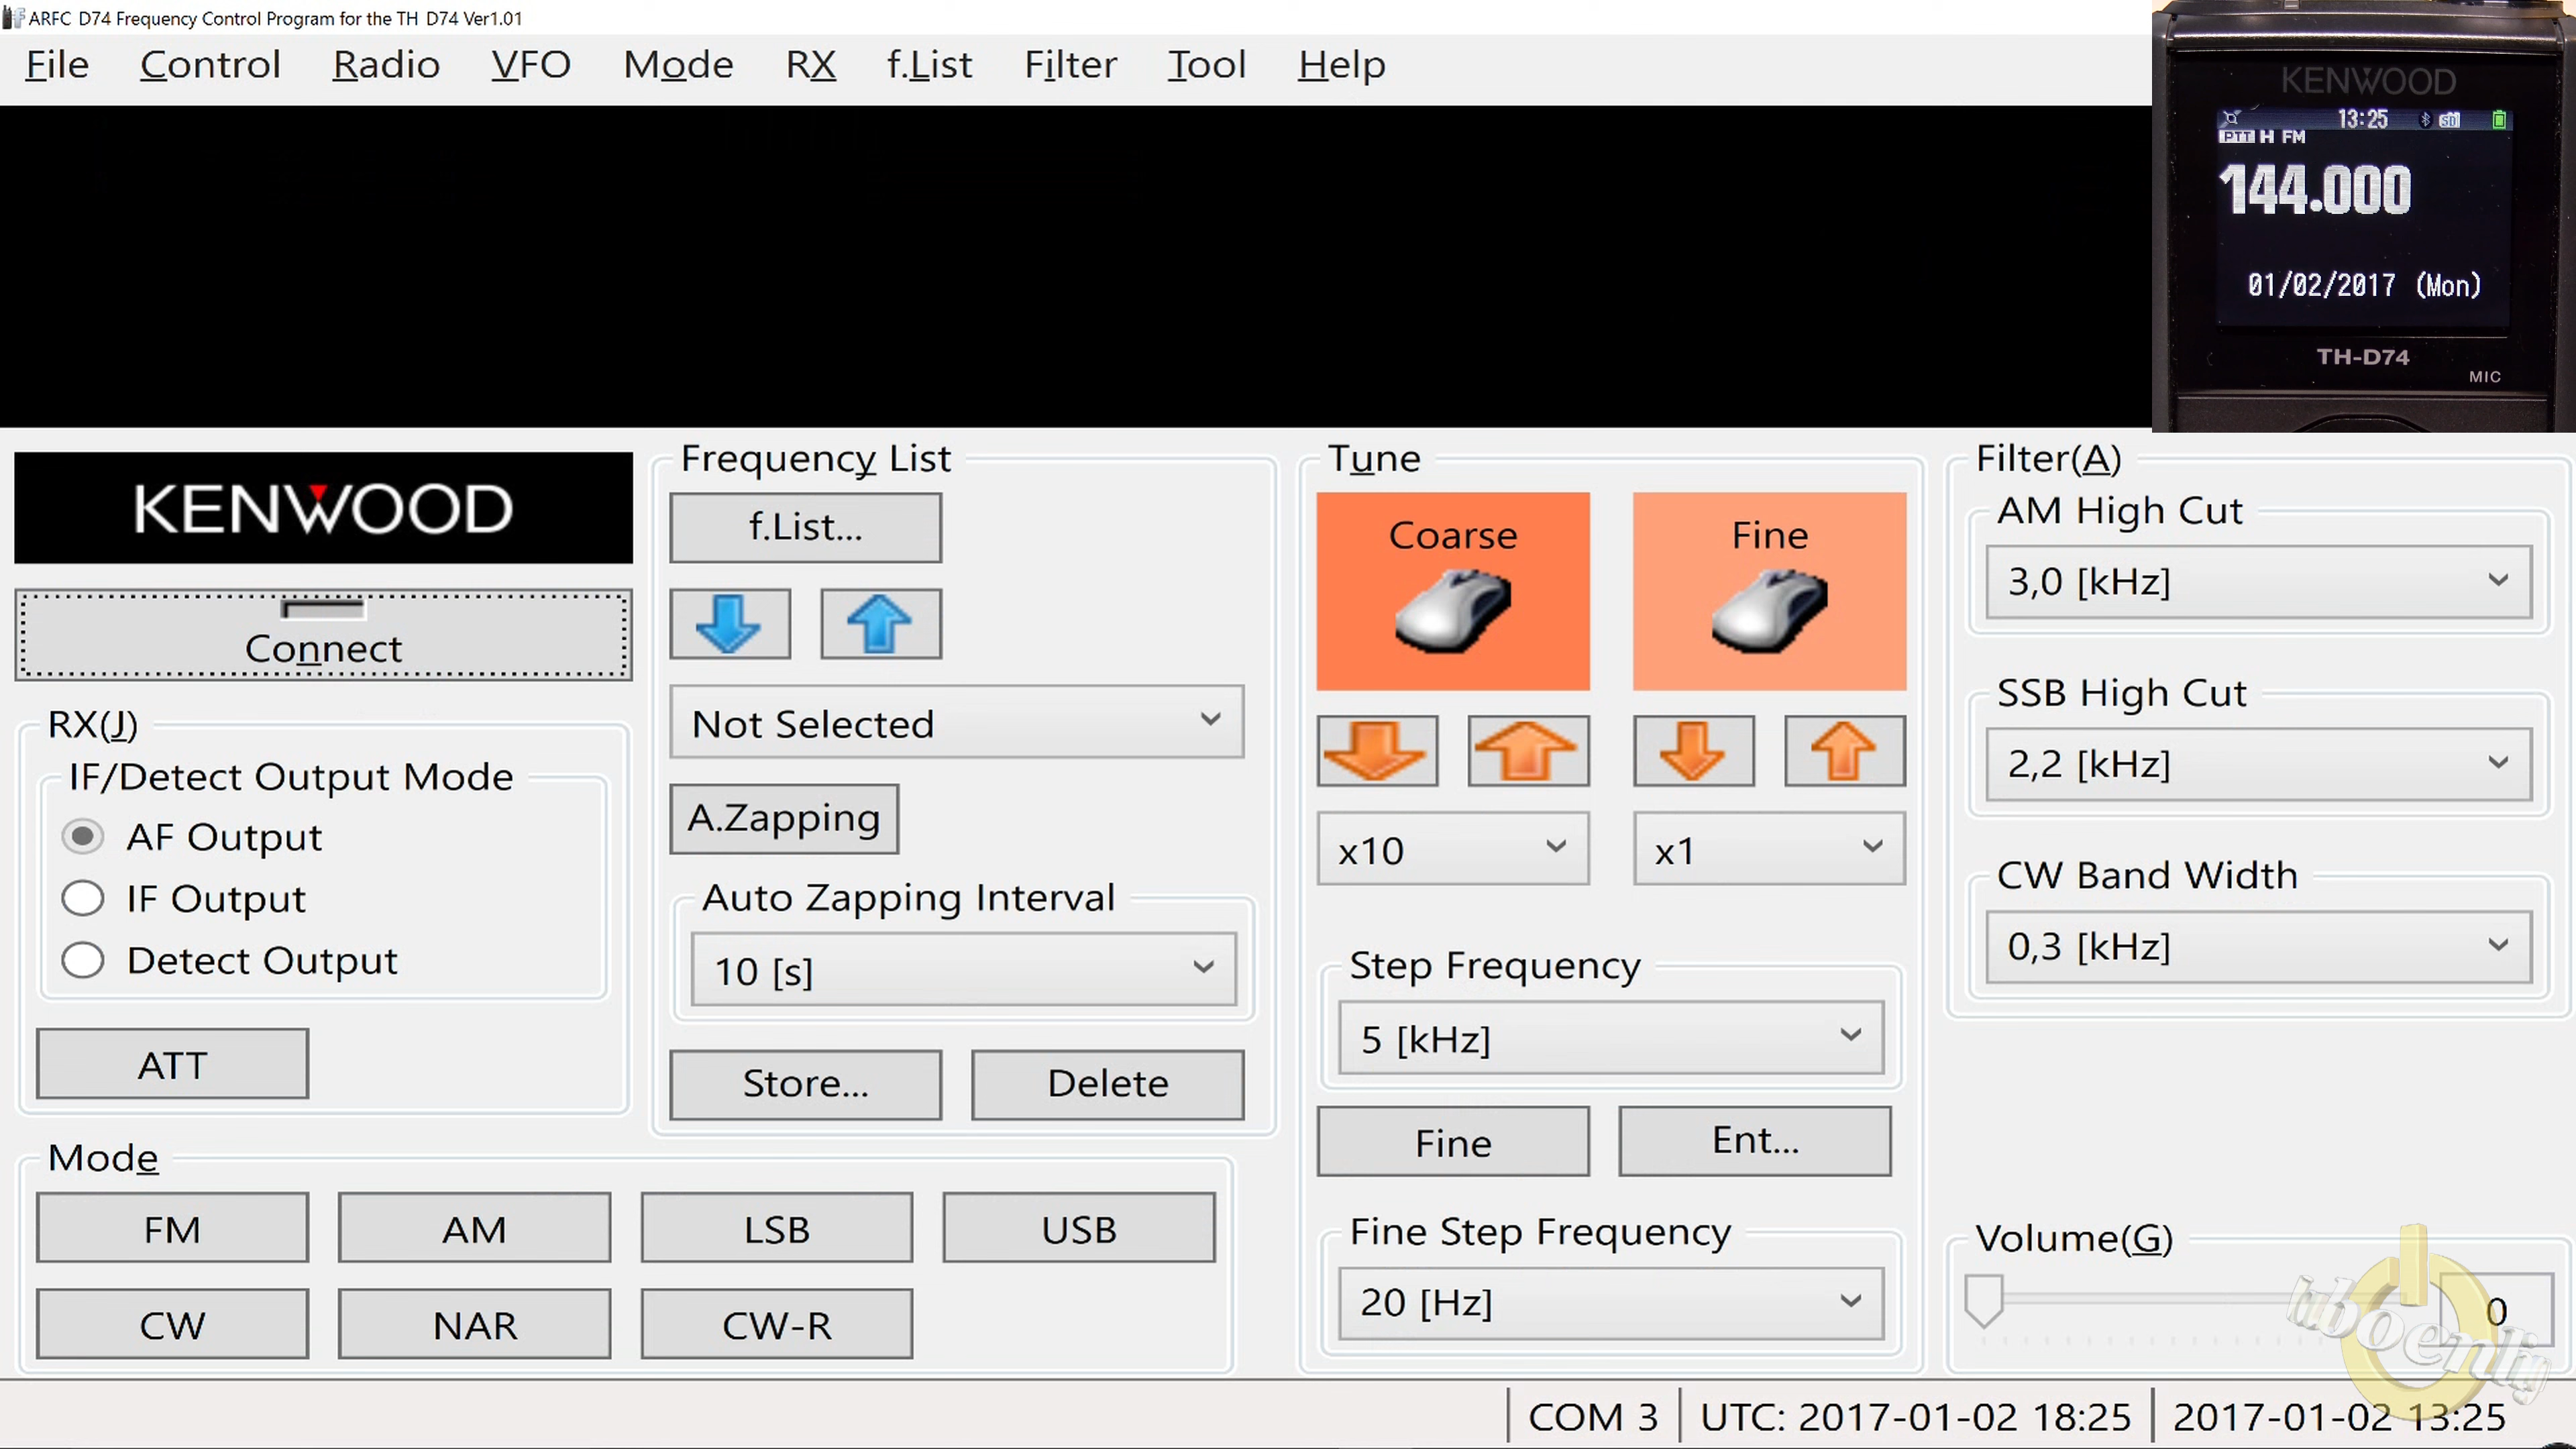 ARFC D74 Frequency Control Program for the TH D74 Ver1.01
File Control Radio VFO Mode RX f.List Filter Tool Help
KENWOOD
13:25
PTT H FM
144.000
01/02/2017 (Mon)
TH-D74
MIC
KENWOOD
Connect
RX(J)
IF/Detect Output Mode
AF Output
IF Output
Detect Output
ATT
Frequency List
f.List...
Not Selected
A.Zapping
Auto Zapping Interval
10 [s]
Store... Delete
Mode
FM AM LSB USB
CW NAR CW-R
Tune
Coarse Fine
x10 x1
Step Frequency
5 [kHz]
Fine Ent...
Fine Step Frequency
20 [Hz]
Filter(A)
AM High Cut
3,0 [kHz]
SSB High Cut
2,2 [kHz]
CW Band Width
0,3 [kHz]
Volume(G)
0
COM 3 UTC: 2017-01-02 18:25 2017-01-02 13:25